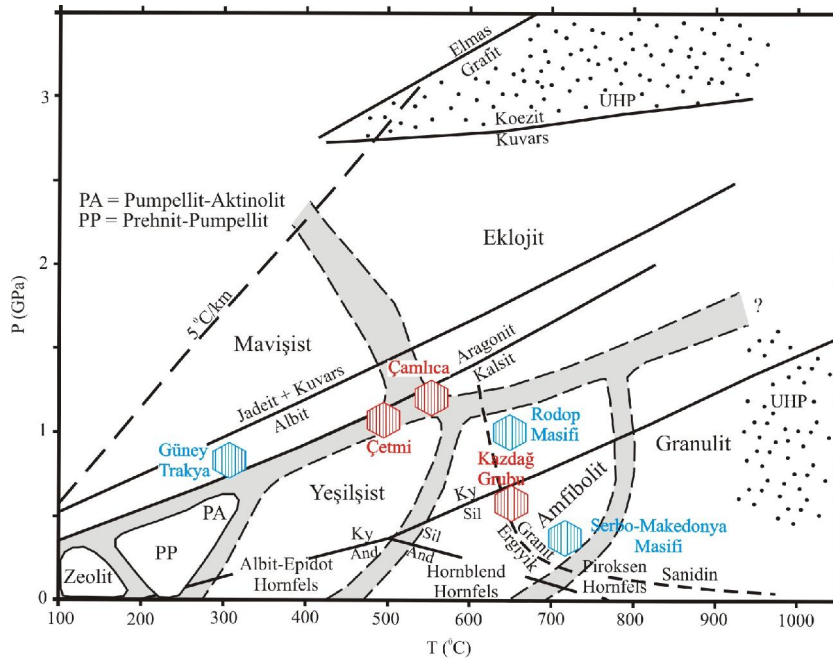 Elmas
Grafit
UHP
Koezit
Kuvars
PA = Pumpellit-Aktinolit
PP = Prehnit-Pumpellit
Eklojit
5 °C/km
?
Mavişist
Jadeit + Kuvars
Albit
Aragonit
Kalsit
Çamlıca
Çetmi
Güney
Trakya
Rodop
Masifi
Kazdağ
Grubu
UHP
Granulit
Yeşilşist
Amfibolit
Ky
Sil
PA
PP
Zeolit
Ky
And
Sil
And
Granit
Ergiyik
Serbo-Makedonya
Masifi
Albit-Epidot
Hornfels
Hornblend
Hornfels
Piroksen
Hornfels
Sanidin
P (GPa)
3
2
1
0
100
200
300
400
500
600
700
800
900
1000
T (°C)